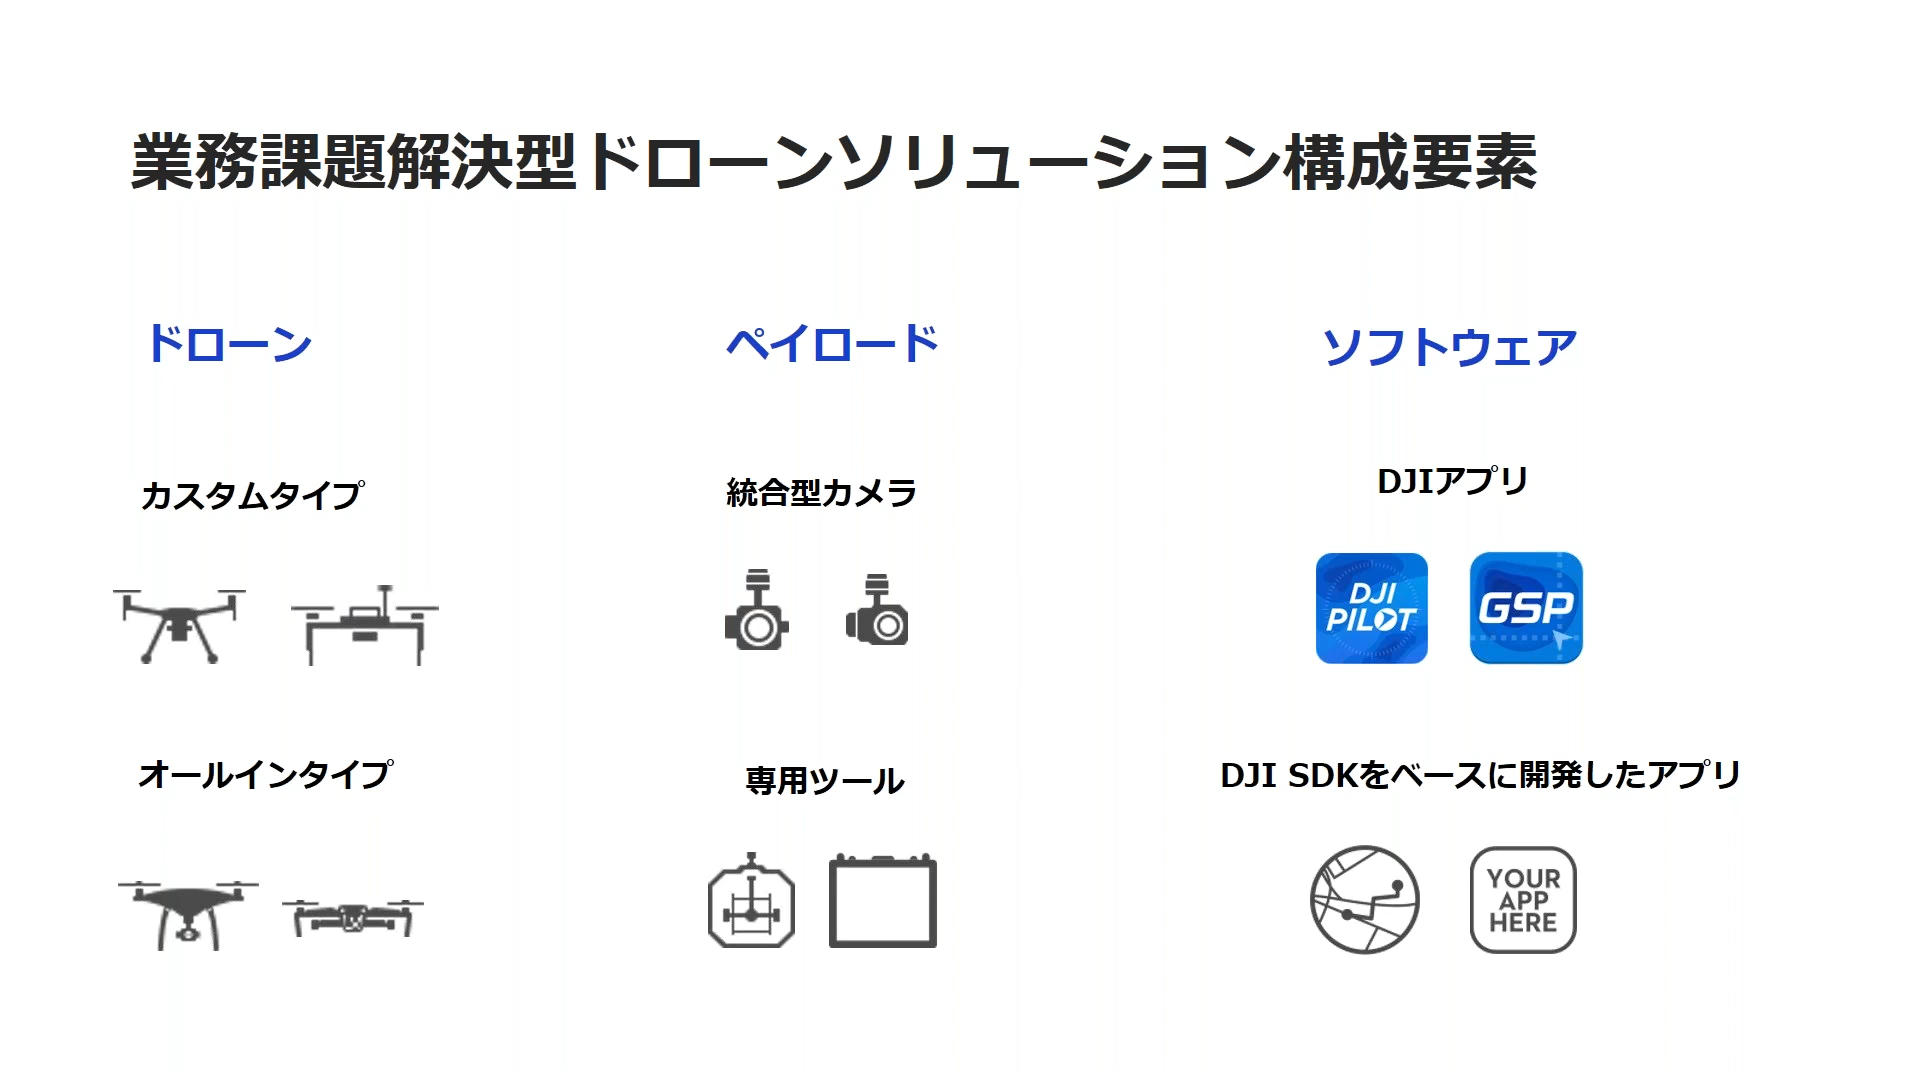 業務課題解決型ドローンソリューション構成要素
ドローン
ペイロード
ソフトウェア
カスタムタイプ
統合型カメラ
DJIアプリ
DJI
PILOT
GSP
オールインタイプ
専用ツール
DJI SDKをベースに開発したアプリ
YOUR
APP
HERE